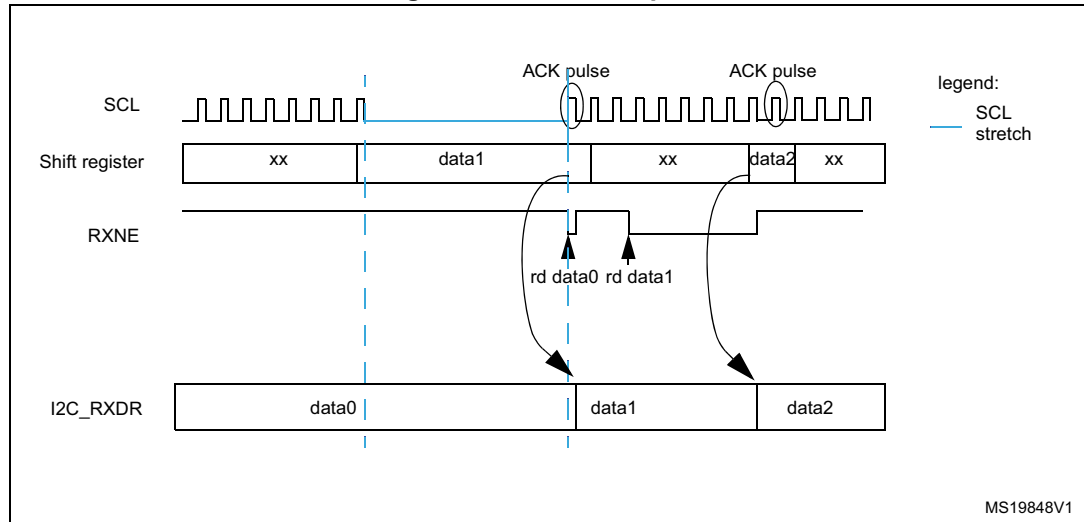 ACK pulse
ACK pulse
legend:
SCL
stretch
SCL
Shift register
xx
data1
xx
data2
xx
RXNE
rd data0
rd data1
I2C_RXDR
data0
data1
data2
MS19848V1